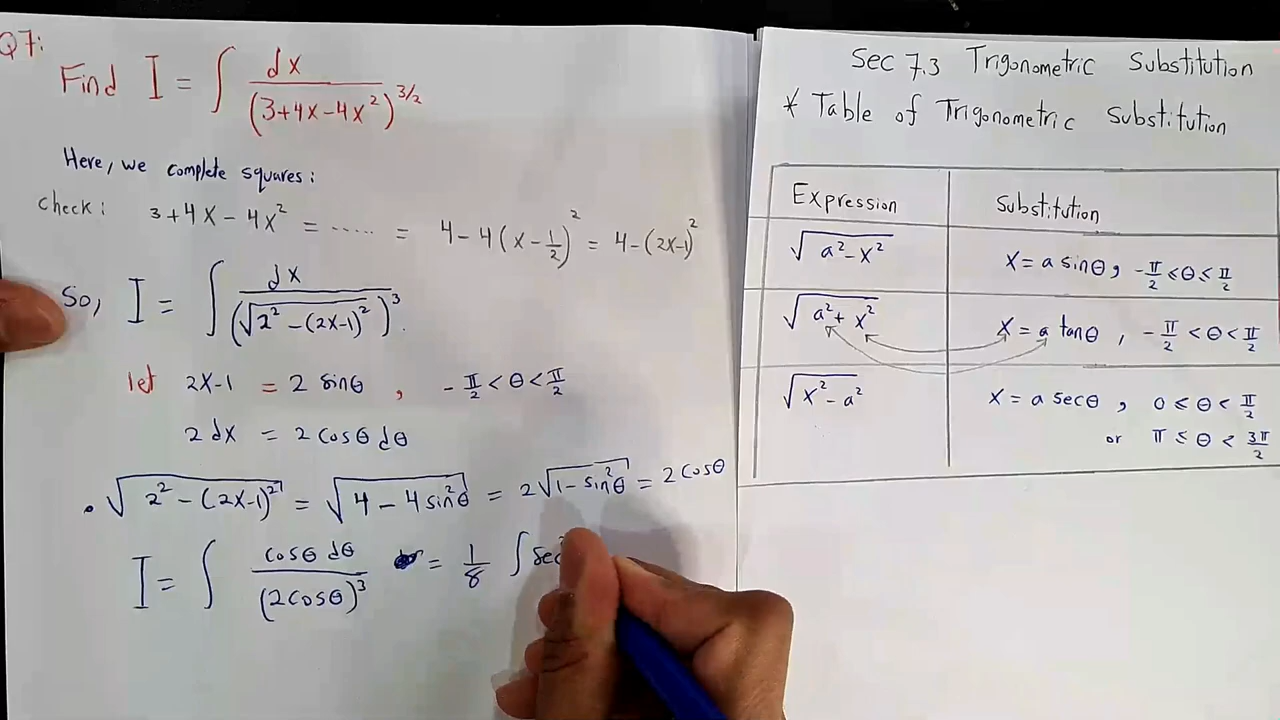 Q7:
Find I = ∫ dx / (3+4x-4x²)^3/2
Here, we complete squares:
check: 3+4x-4x² = ..... = 4-4(x-1/2)² = 4-(2x-1)²
So, I = ∫ dx / (√(2²-(2x-1)²))³.
let 2x-1 = 2 sinθ , -π/2 < θ < π/2
2 dx = 2 cosθ dθ
• √(2²-(2x-1)²) = √(4-4sin²θ) = 2√(1-sin²θ) = 2cosθ
I = ∫ cosθ dθ / (2cosθ)³ = 1/8 ∫ sec
Sec 7.3 Trigonometric Substitution
* Table of Trigonometric Substitution
Expression Substitution
√(a²-x²) x = a sinθ, -π/2 < θ < π/2
√(a²+x²) x = a tanθ , -π/2 < θ < π/2
√(x²-a²) x = a secθ , 0 ≤ θ < π/2
or π ≤ θ < 3π/2